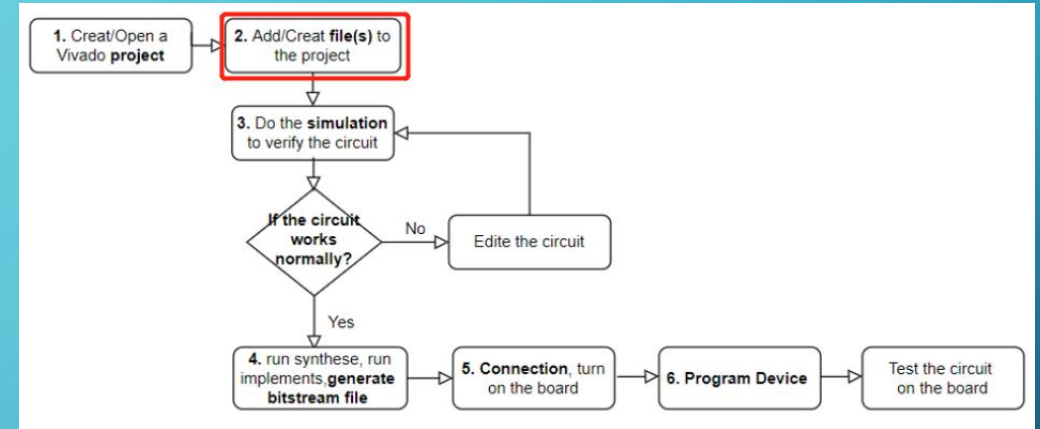 1. Creat/Open a
Vivado project
2. Add/Creat file(s) to
the project
3. Do the simulation
to verify the circuit
If the circuit
works
normally?
No
Edite the circuit
Yes
4. run synthese, run
implements,generate
bitstream file
5. Connection, turn
on the board
6. Program Device
Test the circuit
on the board